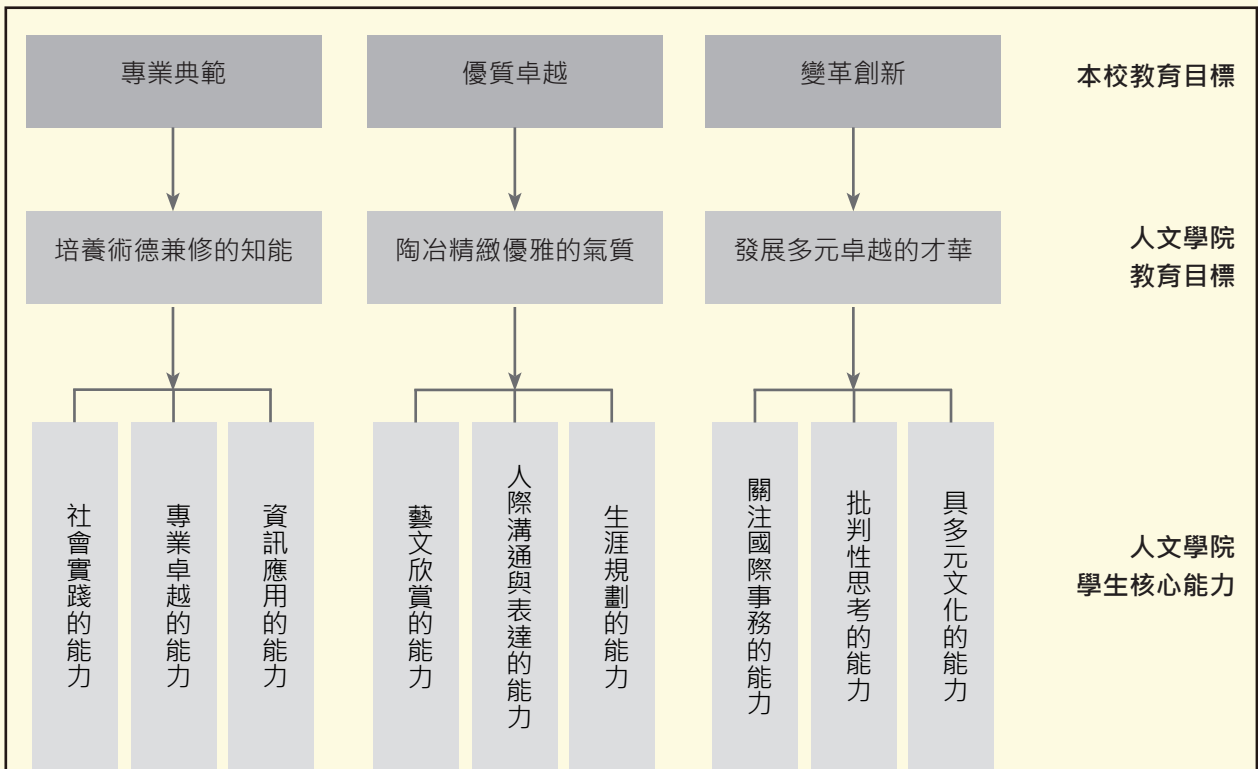 專業典範
優質卓越
變革創新
本校教育目標
培養術德兼修的知能
陶冶精緻優雅的氣質
發展多元卓越的才華
人文學院
教育目標
社會實踐的能力
專業卓越的能力
資訊應用的能力
藝文欣賞的能力
人際溝通與表達的能力
生涯規劃的能力
關注國際事務的能力
批判性思考的能力
具多元文化的能力
人文學院
學生核心能力